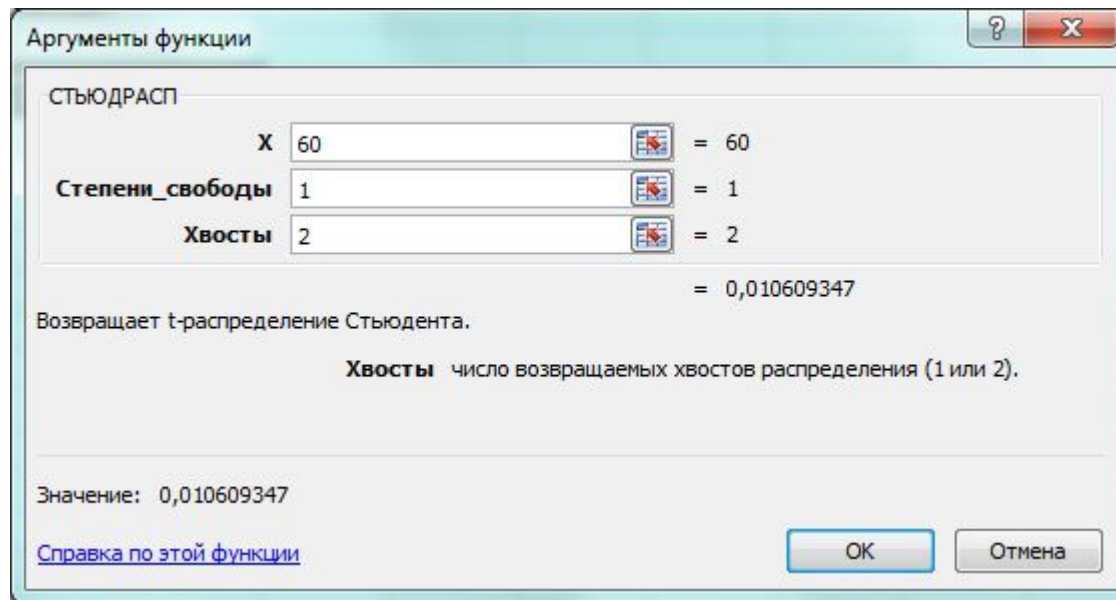 Аргументы функции
СТЬЮДРАСП
X 60 = 60
Степени_свободы 1 = 1
Хвосты 2 = 2
= 0,010609347
Возвращает t-распределение Стьюдента.
Хвосты число возвращаемых хвостов распределения (1 или 2).
Значение: 0,010609347
Справка по этой функции OK Отмена